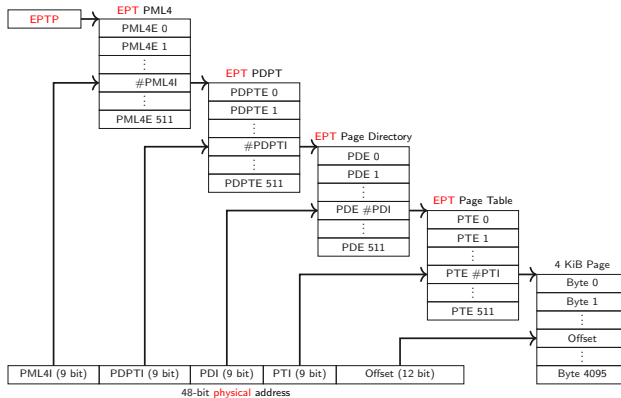 EPTP
EPT PML4
PML4E 0
PML4E 1
⋮
#PML4I
⋮
PML4E 511
EPT PDPT
PDPTE 0
PDPTE 1
⋮
#PDPTI
⋮
PDPTE 511
EPT Page Directory
PDE 0
PDE 1
⋮
PDE #PDI
⋮
PDE 511
EPT Page Table
PTE 0
PTE 1
⋮
PTE #PTI
⋮
PTE 511
4 KiB Page
Byte 0
Byte 1
⋮
Offset
⋮
Byte 4095
PML4I (9 bit)
PDPTI (9 bit)
PDI (9 bit)
PTI (9 bit)
Offset (12 bit)
48-bit physical address